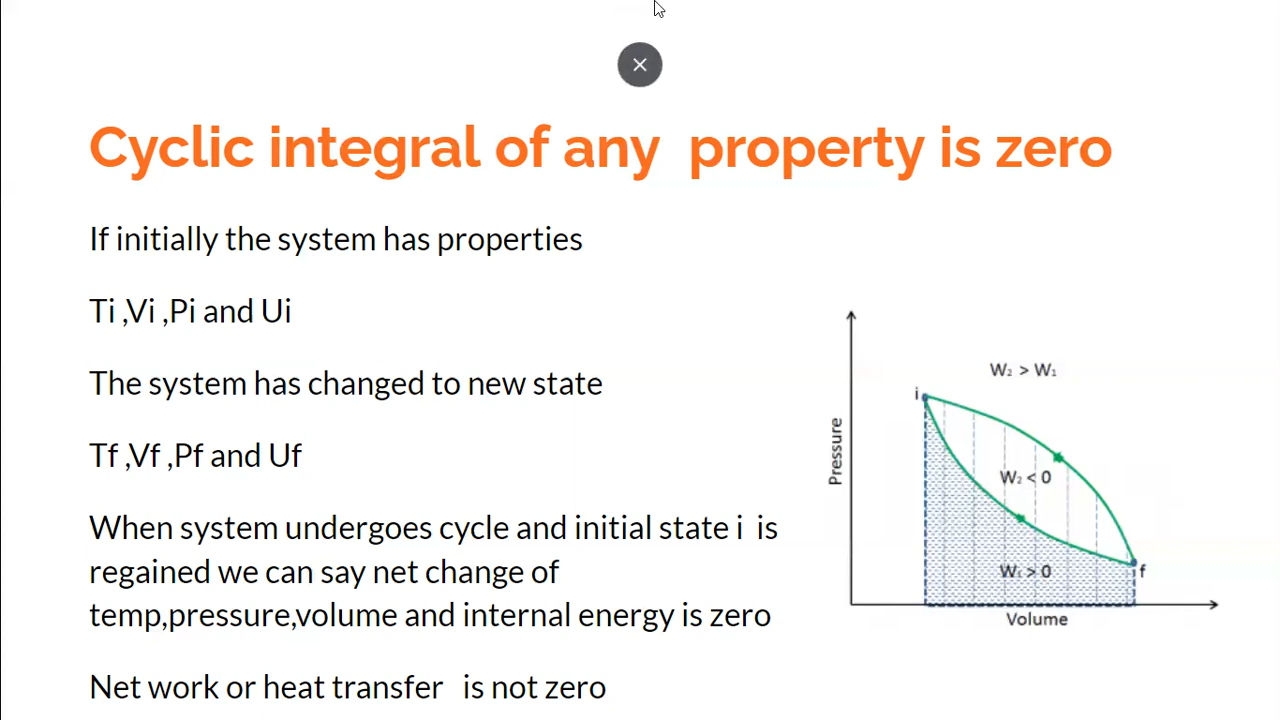 Cyclic integral of any property is zero
If initially the system has properties
Ti ,Vi ,Pi and Ui
The system has changed to new state
Tf ,Vf ,Pf and Uf
When system undergoes cycle and initial state i is
regained we can say net change of
temp,pressure,volume and internal energy is zero
Net work or heat transfer is not zero
W₂ > W₁
i
Pressure
W₂ < 0
W₁ > 0
f
Volume